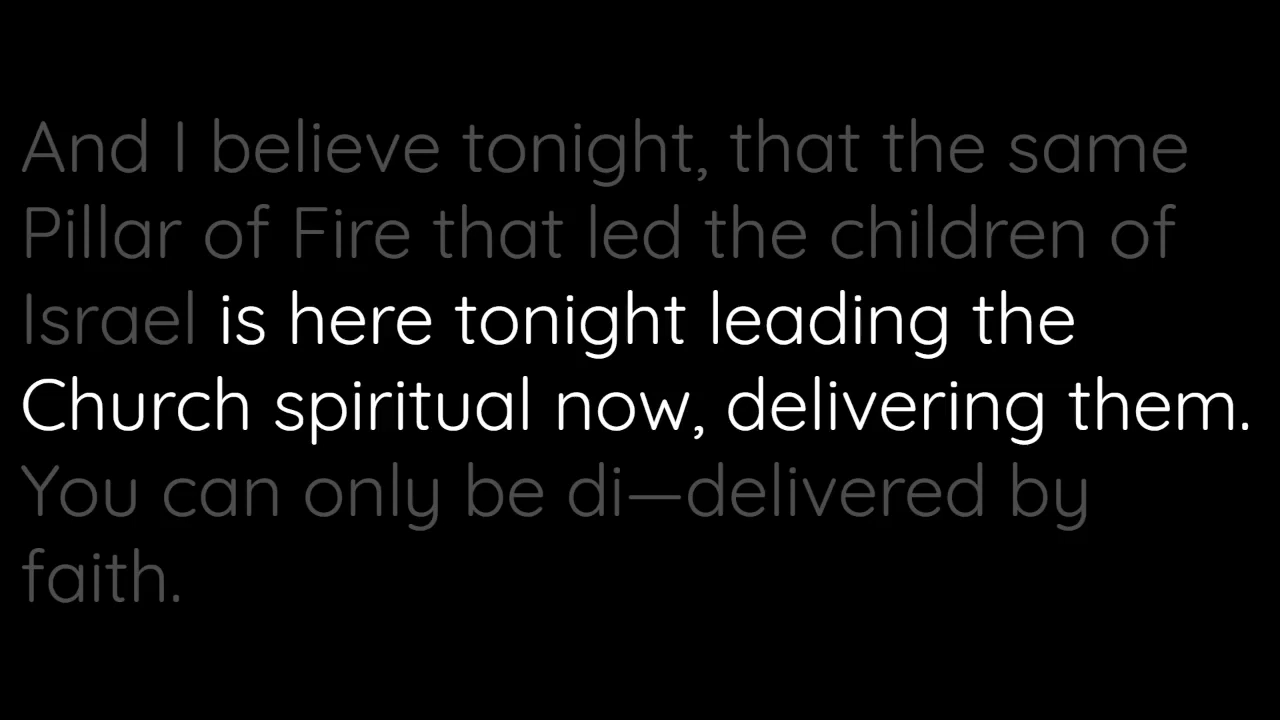 And I believe tonight, that the same
Pillar of Fire that led the children of
Israel is here tonight leading the
Church spiritual now, delivering them.
You can only be di—delivered by
faith.